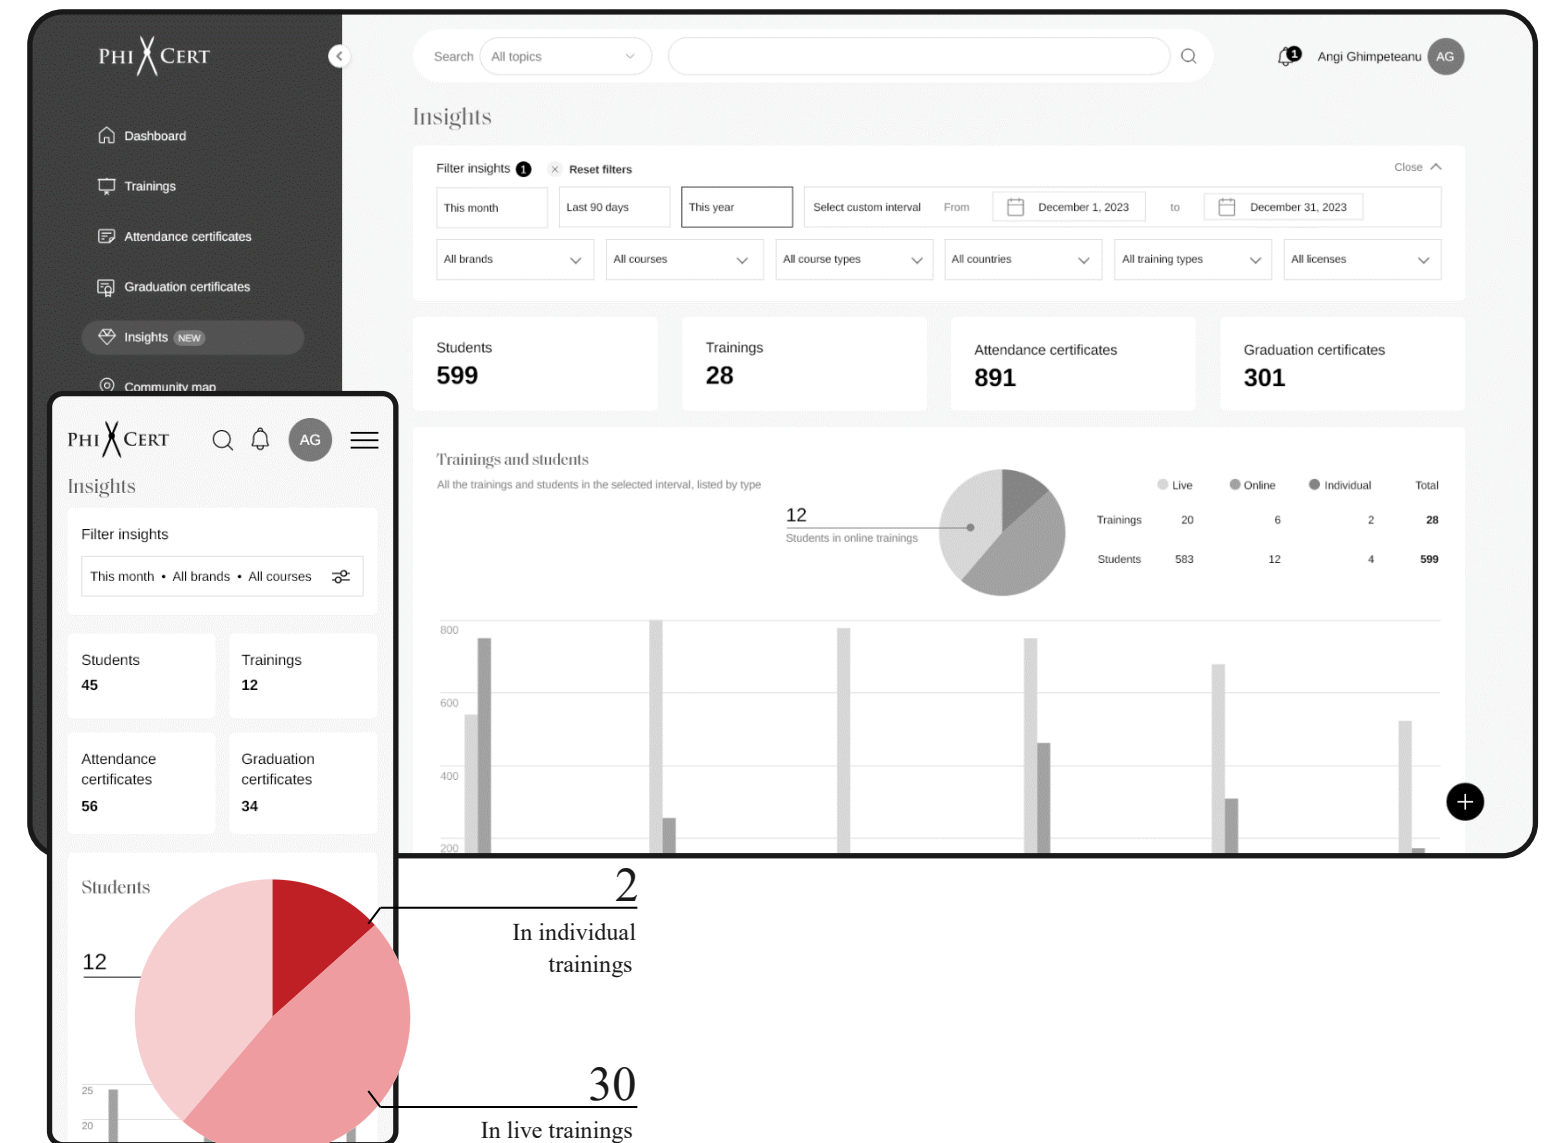 PHI CERT
Search All topics
1 Angi Ghimpeteanu AG
Dashboard
Trainings
Attendance certificates
Graduation certificates
Insights NEW
Community map
Insights
Filter insights 1 × Reset filters Close
This month Last 90 days This year Select custom interval From December 1, 2023 to December 31, 2023
All brands All courses All course types All countries All training types All licenses
Students Trainings Attendance certificates Graduation certificates
599 28 891 301
Trainings and students
All the trainings and students in the selected interval, listed by type
12
Students in online trainings
Live Online Individual Total
Trainings 20 6 2 28
Students 583 12 4 599
800
600
400
200
PHI CERT AG
Insights
Filter insights
This month • All brands • All courses
Students Trainings
45 12
Attendance Graduation
certificates certificates
56 34
Students
12
25
20
2
In individual
trainings
30
In live trainings